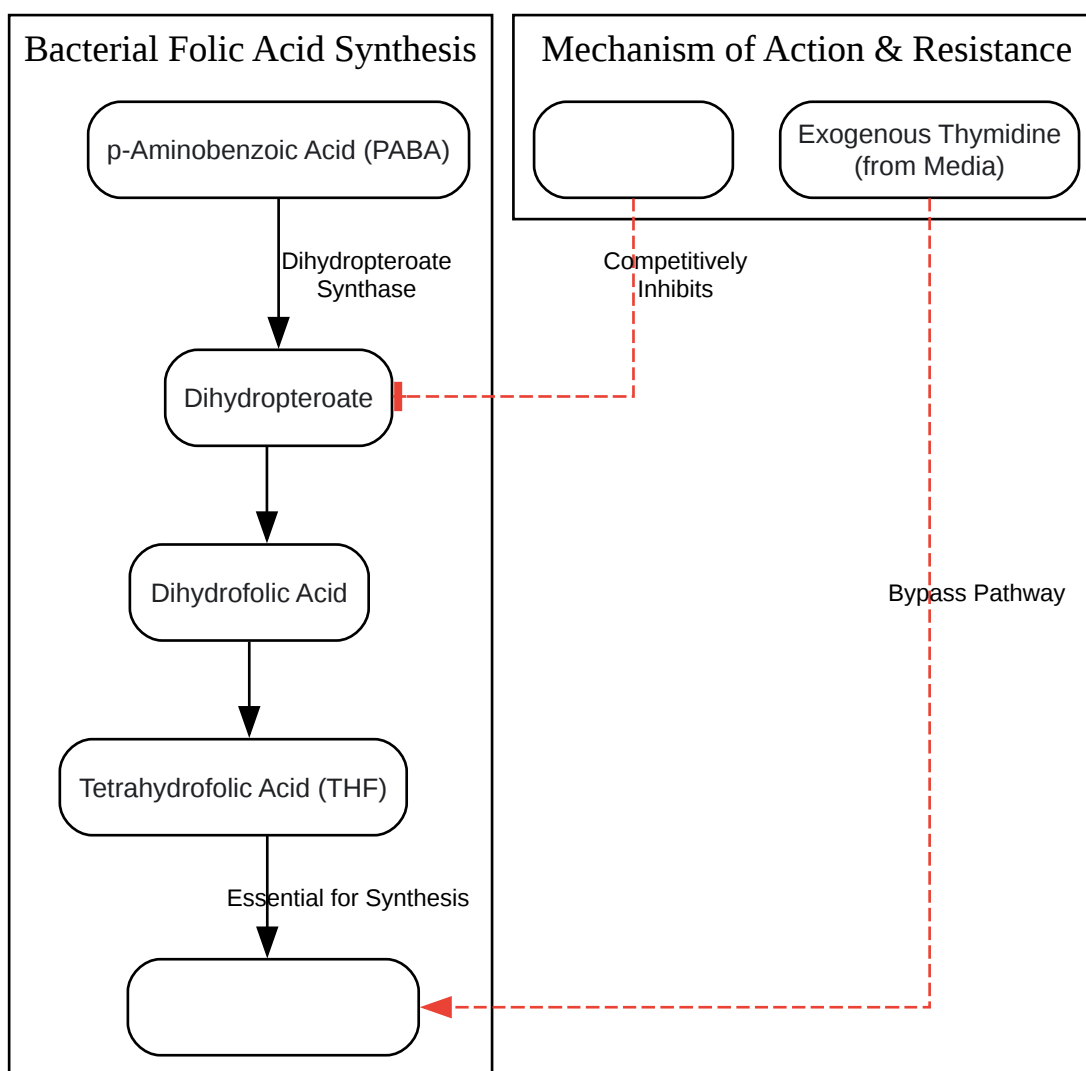 Bacterial Folic Acid Synthesis
p-Aminobenzoic Acid (PABA)
Dihydropteroate
Synthase
Dihydropteroate
Dihydrofolic Acid
Tetrahydrofolic Acid (THF)
Essential for Synthesis
Mechanism of Action & Resistance
Exogenous Thymidine
(from Media)
Competitively
Inhibits
Bypass Pathway